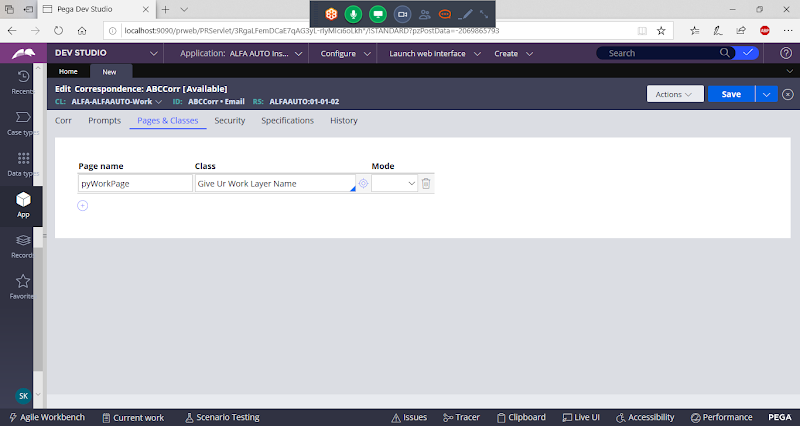 Pega Dev Studio
localhost:9090/prweb/PRServlet/3RgaLFemDCaE7qAG3yL-rlyMlci6oLkh*/!STANDARD?pzPostData=-2069865793
DEV STUDIO
Application: ALFA AUTO Ins...
Configure
Launch web interface
Create
Search
Home
New
Recents
Edit Correspondence: ABCCorr [Available]
CL: ALFA-ALFAAUTO-Work ID: ABCCorr • Email RS: ALFAAUTO:01-01-02
Actions
Save
Case type
Corr
Prompts
Pages & Classes
Security
Specifications
History
Data type
Page name
Class
Mode
pyWorkPage
Give Ur Work Layer Name
App
Record
Favorite
SK
Agile Workbench
Current work
Scenario Testing
Issues
Tracer
Clipboard
Live UI
Accessibility
Performance
PEGA